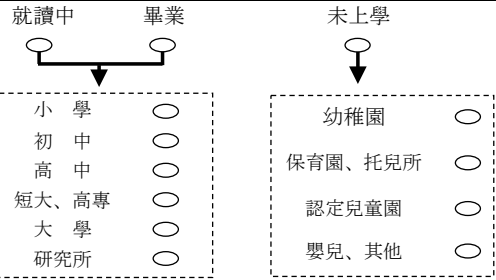 就讀中 畢業 未上學
小 學
初 中
高 中
短大、高專
大 學
研究所
幼稚園
保育園、托兒所
認定兒童園
嬰兒、其他